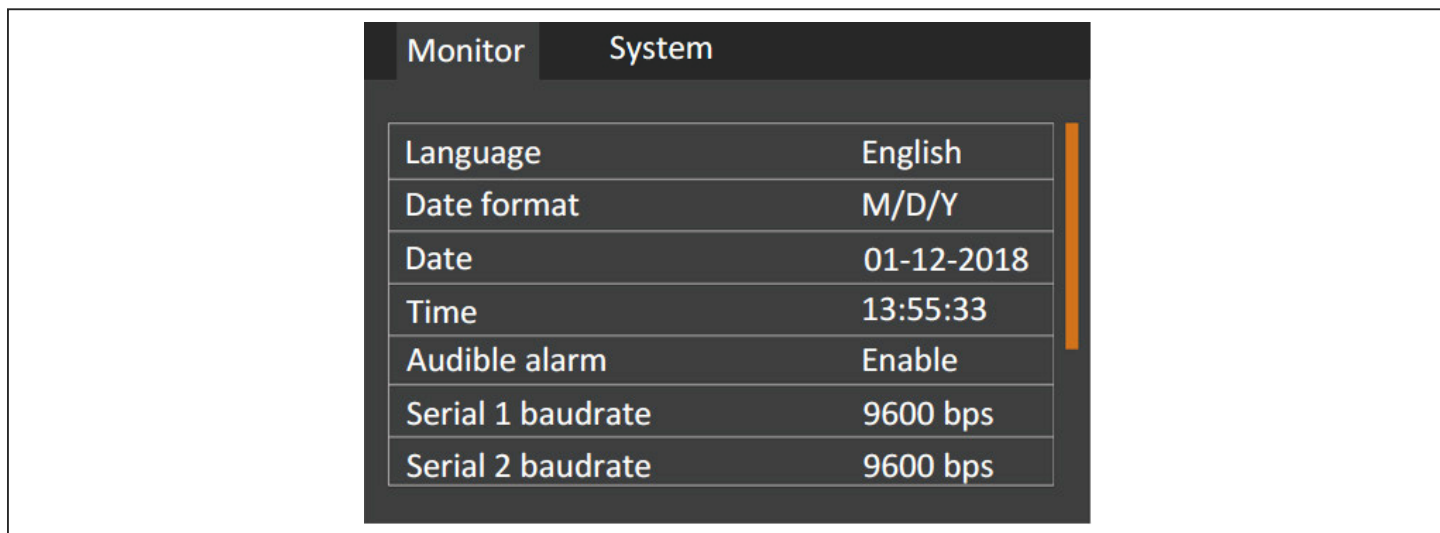 Monitor System
Language English
Date format M/D/Y
Date 01-12-2018
Time 13:55:33
Audible alarm Enable
Serial 1 baudrate 9600 bps
Serial 2 baudrate 9600 bps